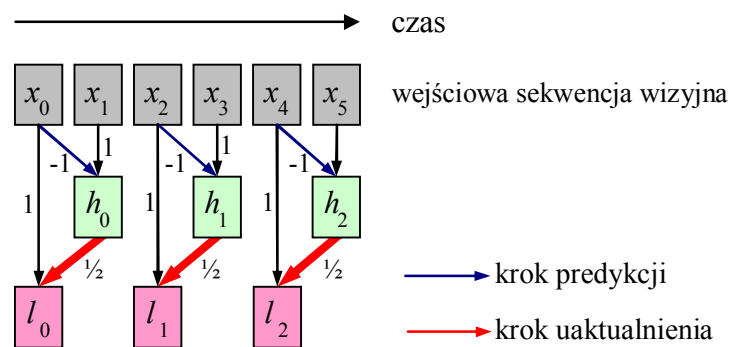 czas
x0 x1 x2 x3 x4 x5 wejściowa sekwencja wizyjna
1 1 1
-1 -1 -1
h0 h1 h2
1 1 1
½ ½ ½
krok predykcji
l0 l1 l2
krok uaktualnienia